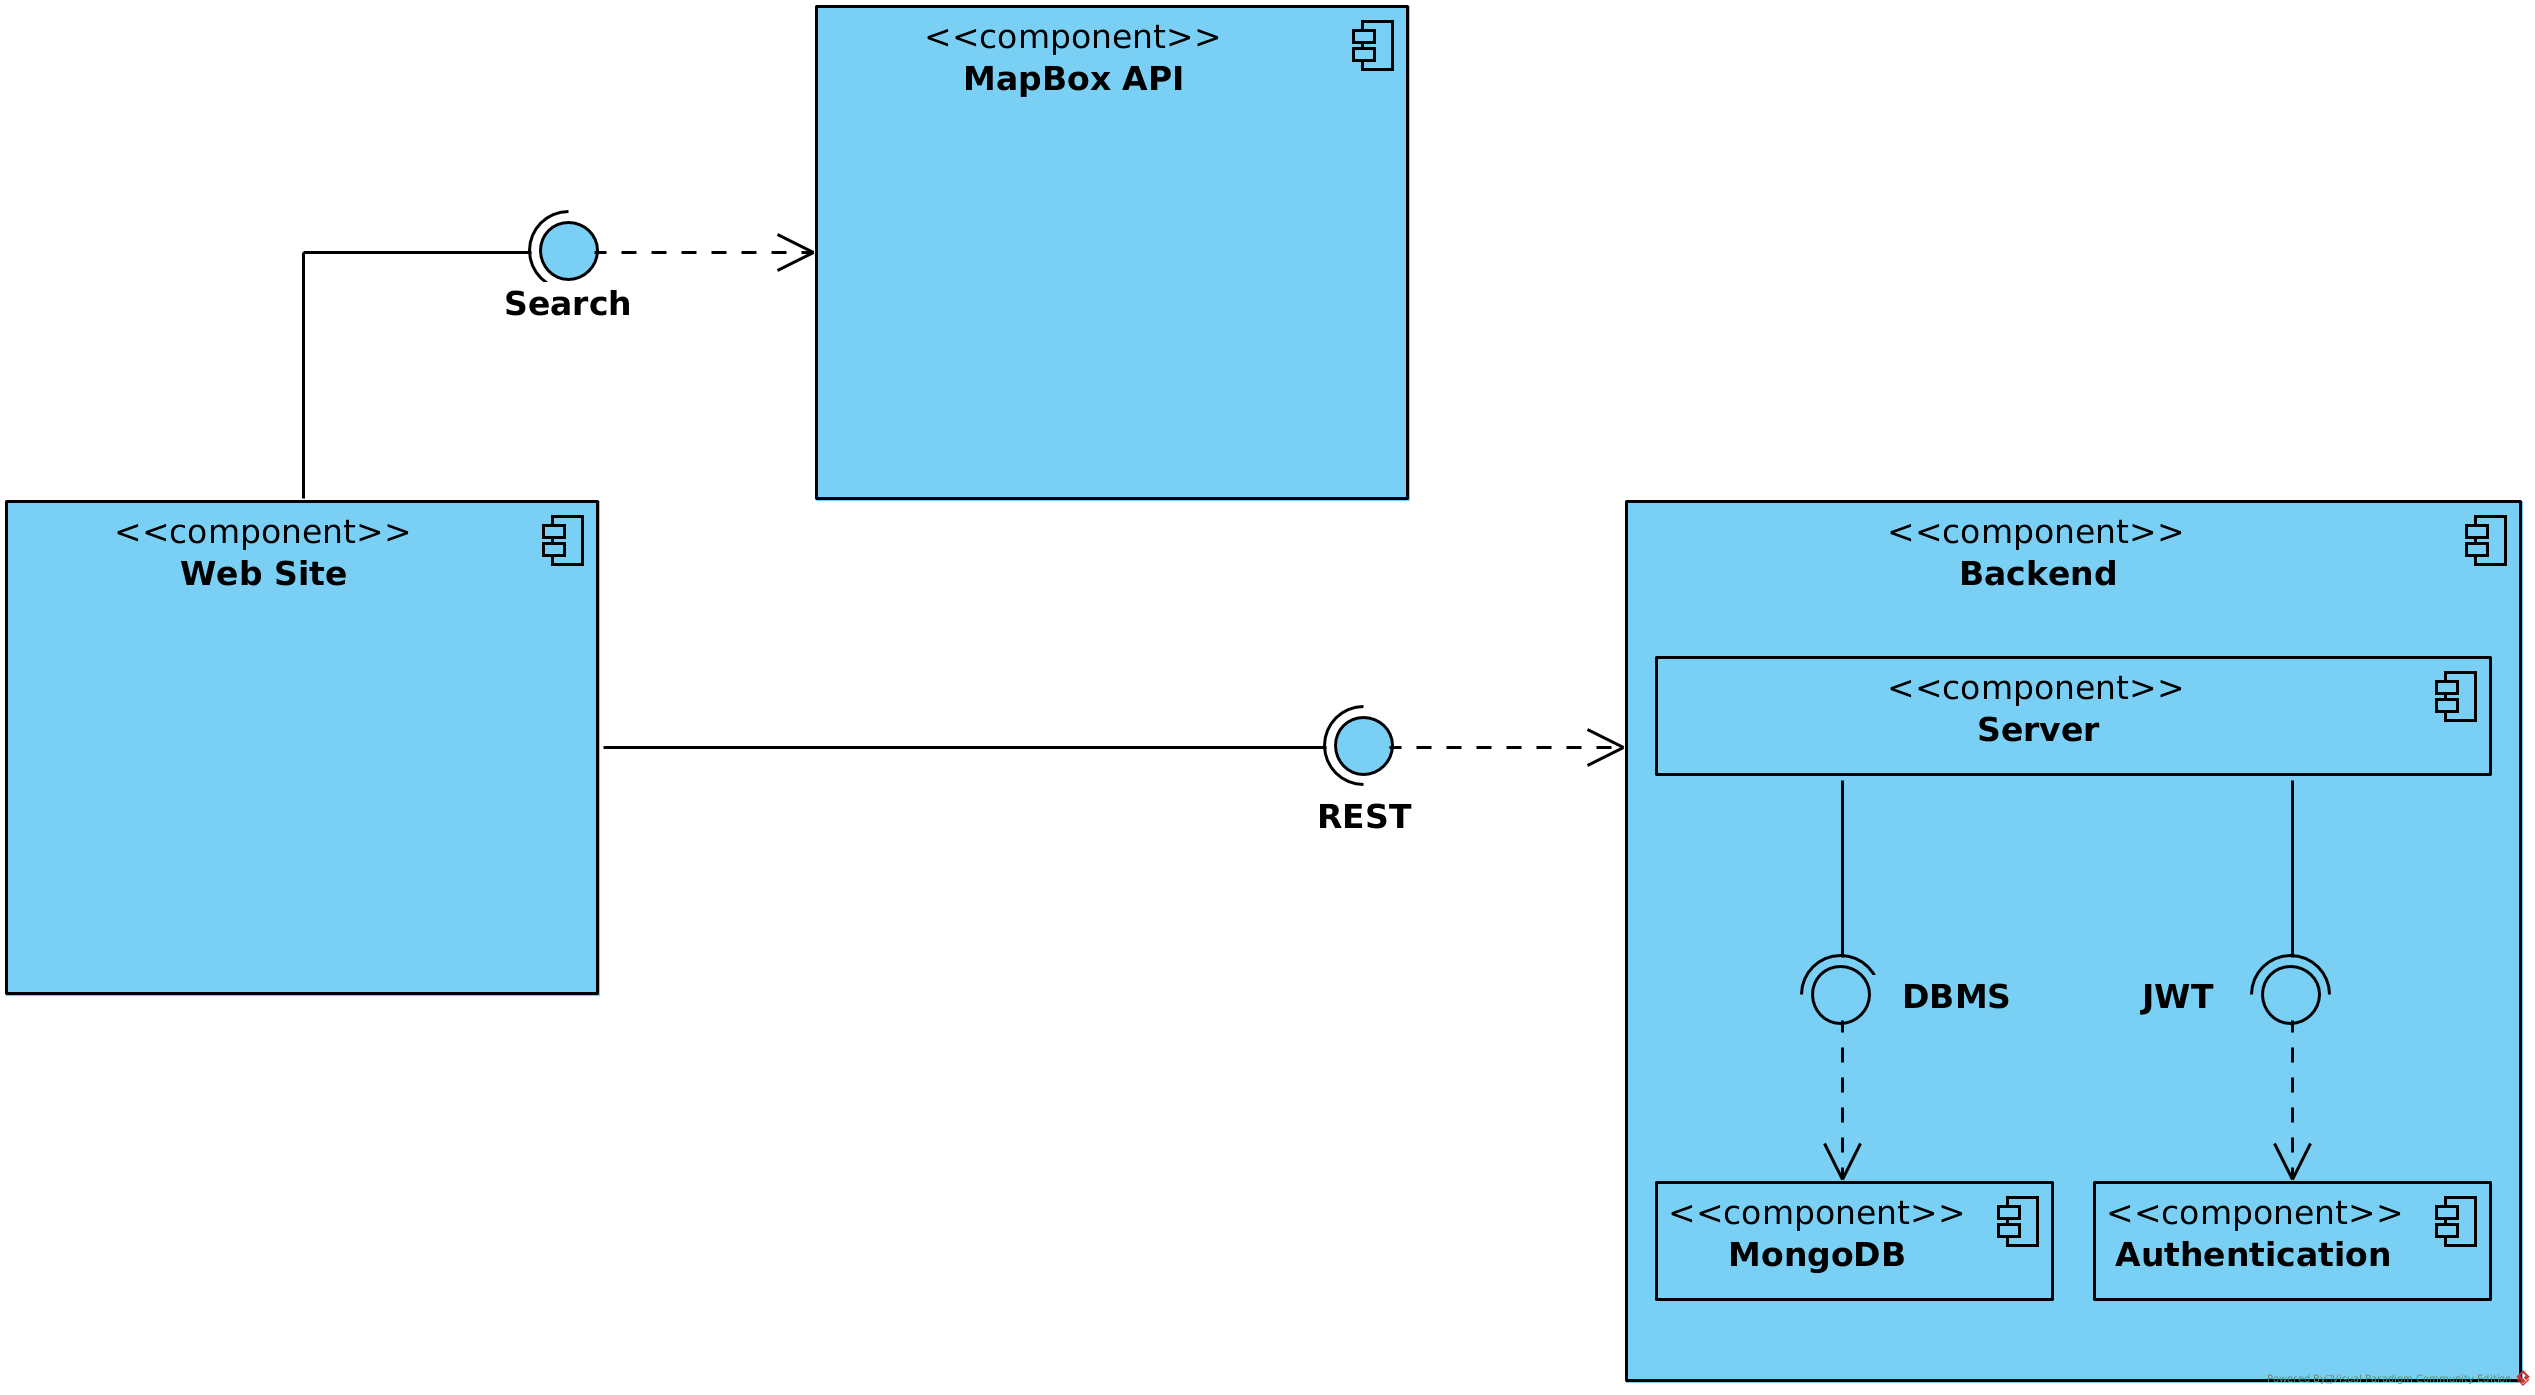 <<component>>
MapBox API
Search
<<component>>
Web Site
<<component>>
Backend
<<component>>
Server
REST
DBMS
JWT
<<component>>
MongoDB
<<component>>
Authentication
Powered By Visual Paradigm Community Edition